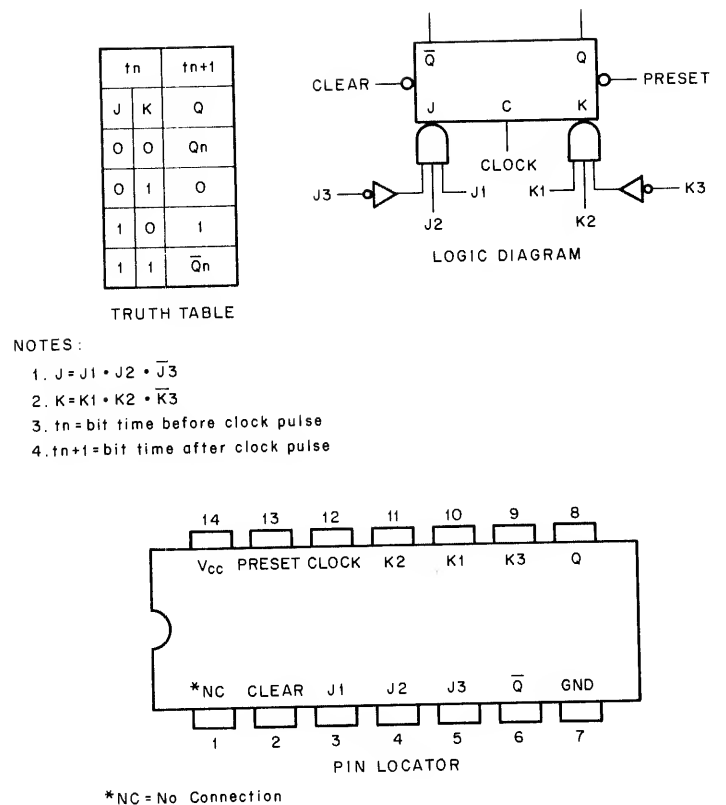 tn tn+1
J K Q
0 0 Qn
0 1 0
1 0 1
1 1 Q̅n
TRUTH TABLE
Q̅ Q
CLEAR PRESET
J C K
CLOCK
J3 J1 K1 K3
J2 K2
LOGIC DIAGRAM
NOTES:
1. J=J1 • J2 • J̅3
2. K=K1 • K2 • K̅3
3. tn=bit time before clock pulse
4. tn+1=bit time after clock pulse
14 13 12 11 10 9 8
Vcc PRESET CLOCK K2 K1 K3 Q
*NC CLEAR J1 J2 J3 Q̅ GND
1 2 3 4 5 6 7
PIN LOCATOR
*NC = No Connection